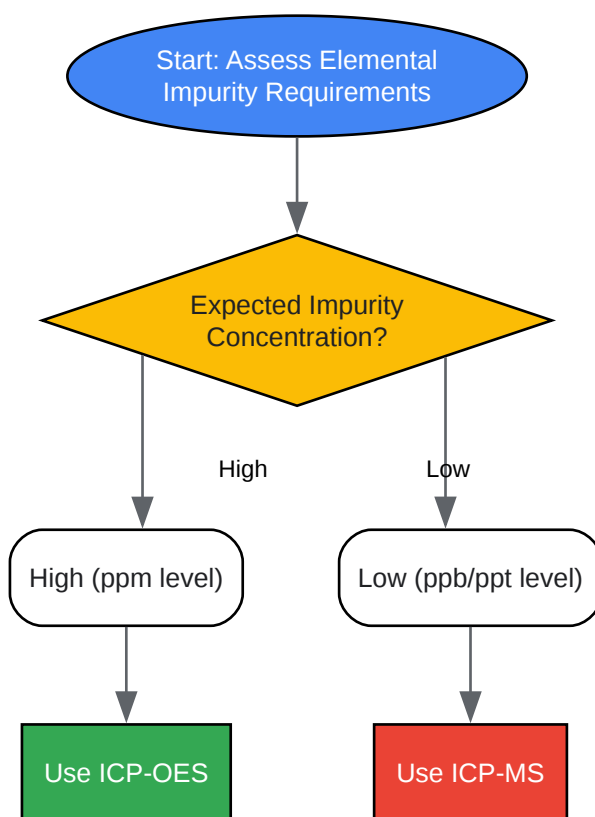 Start: Assess Elemental
Impurity Requirements
Expected Impurity
Concentration?
High
Low
High (ppm level)
Low (ppb/ppt level)
Use ICP-OES
Use ICP-MS